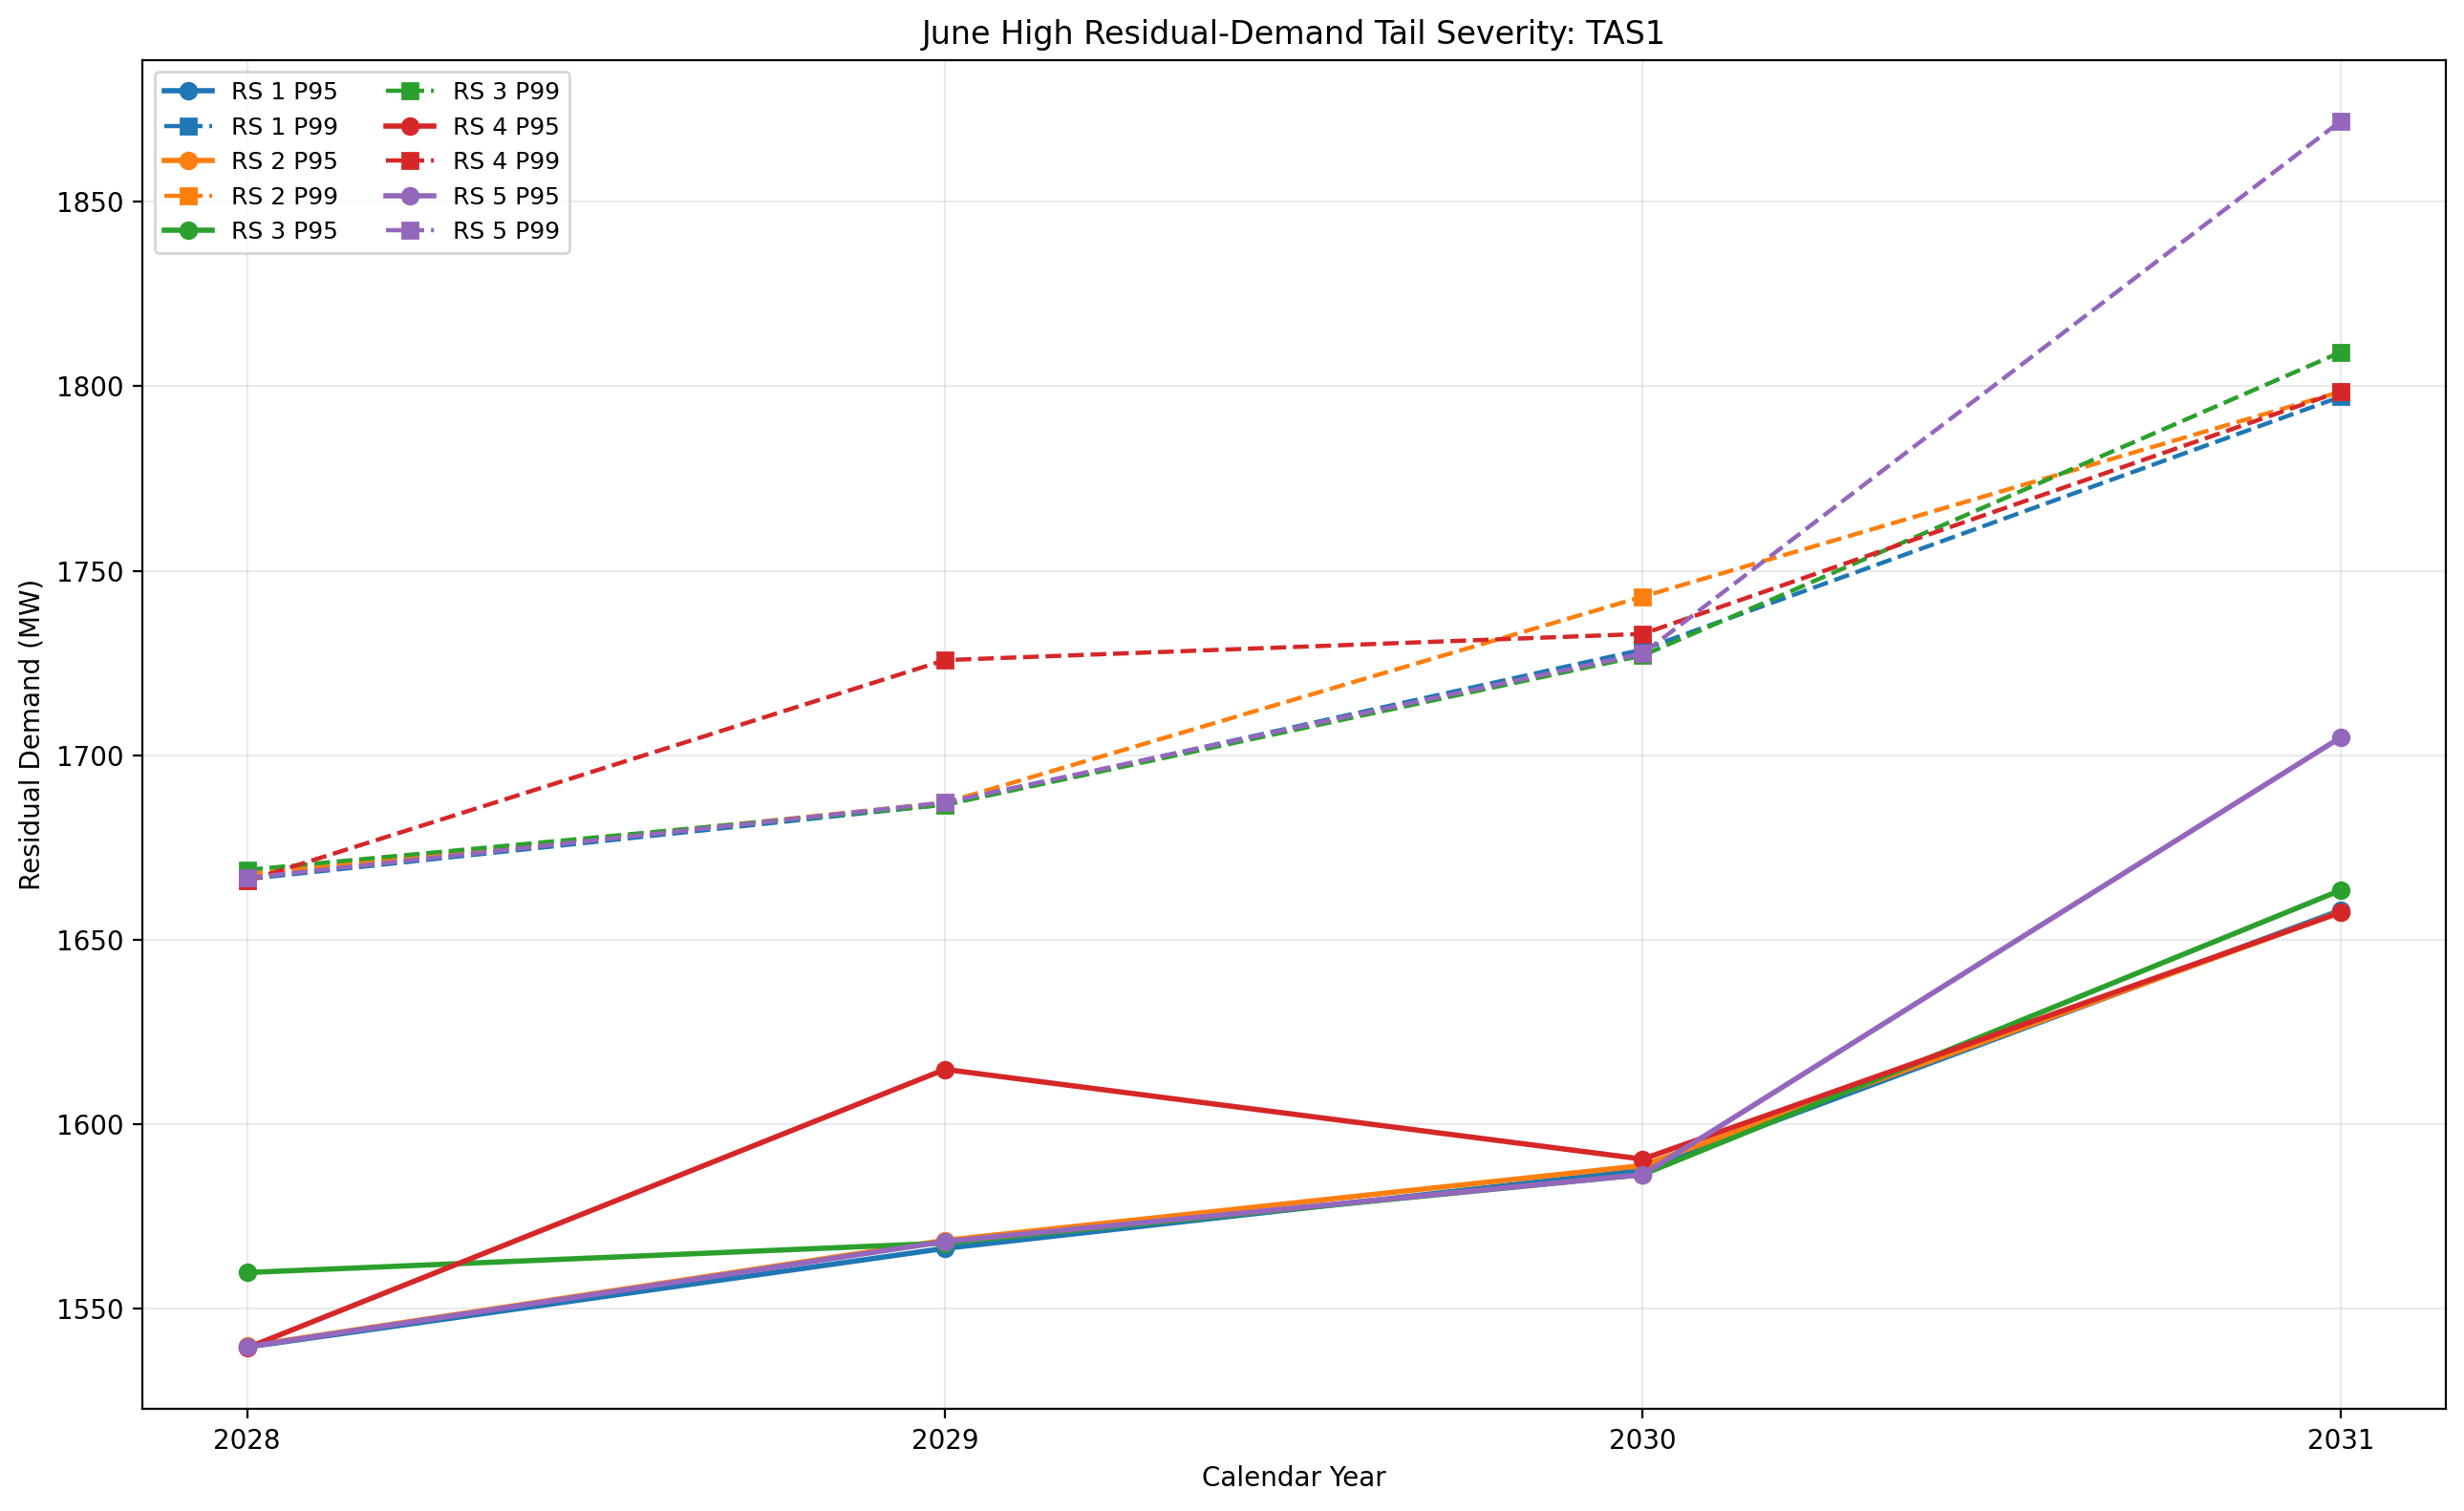 June High Residual-Demand Tail Severity: TAS1
RS 1 P95
RS 1 P99
RS 2 P95
RS 2 P99
RS 3 P95
RS 3 P99
RS 4 P95
RS 4 P99
RS 5 P95
RS 5 P99
Residual Demand (MW)
1850
1800
1750
1700
1650
1600
1550
2028 2029 2030 2031
Calendar Year